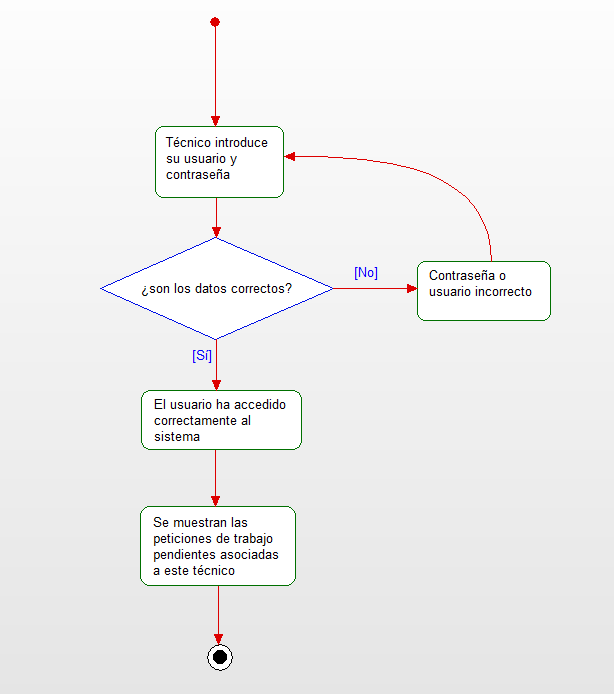 Técnico introduce
su usuario y
contraseña
¿son los datos correctos?
[No]
Contraseña o
usuario incorrecto
[Sí]
El usuario ha accedido
correctamente al
sistema
Se muestran las
peticiones de trabajo
pendientes asociadas
a este técnico